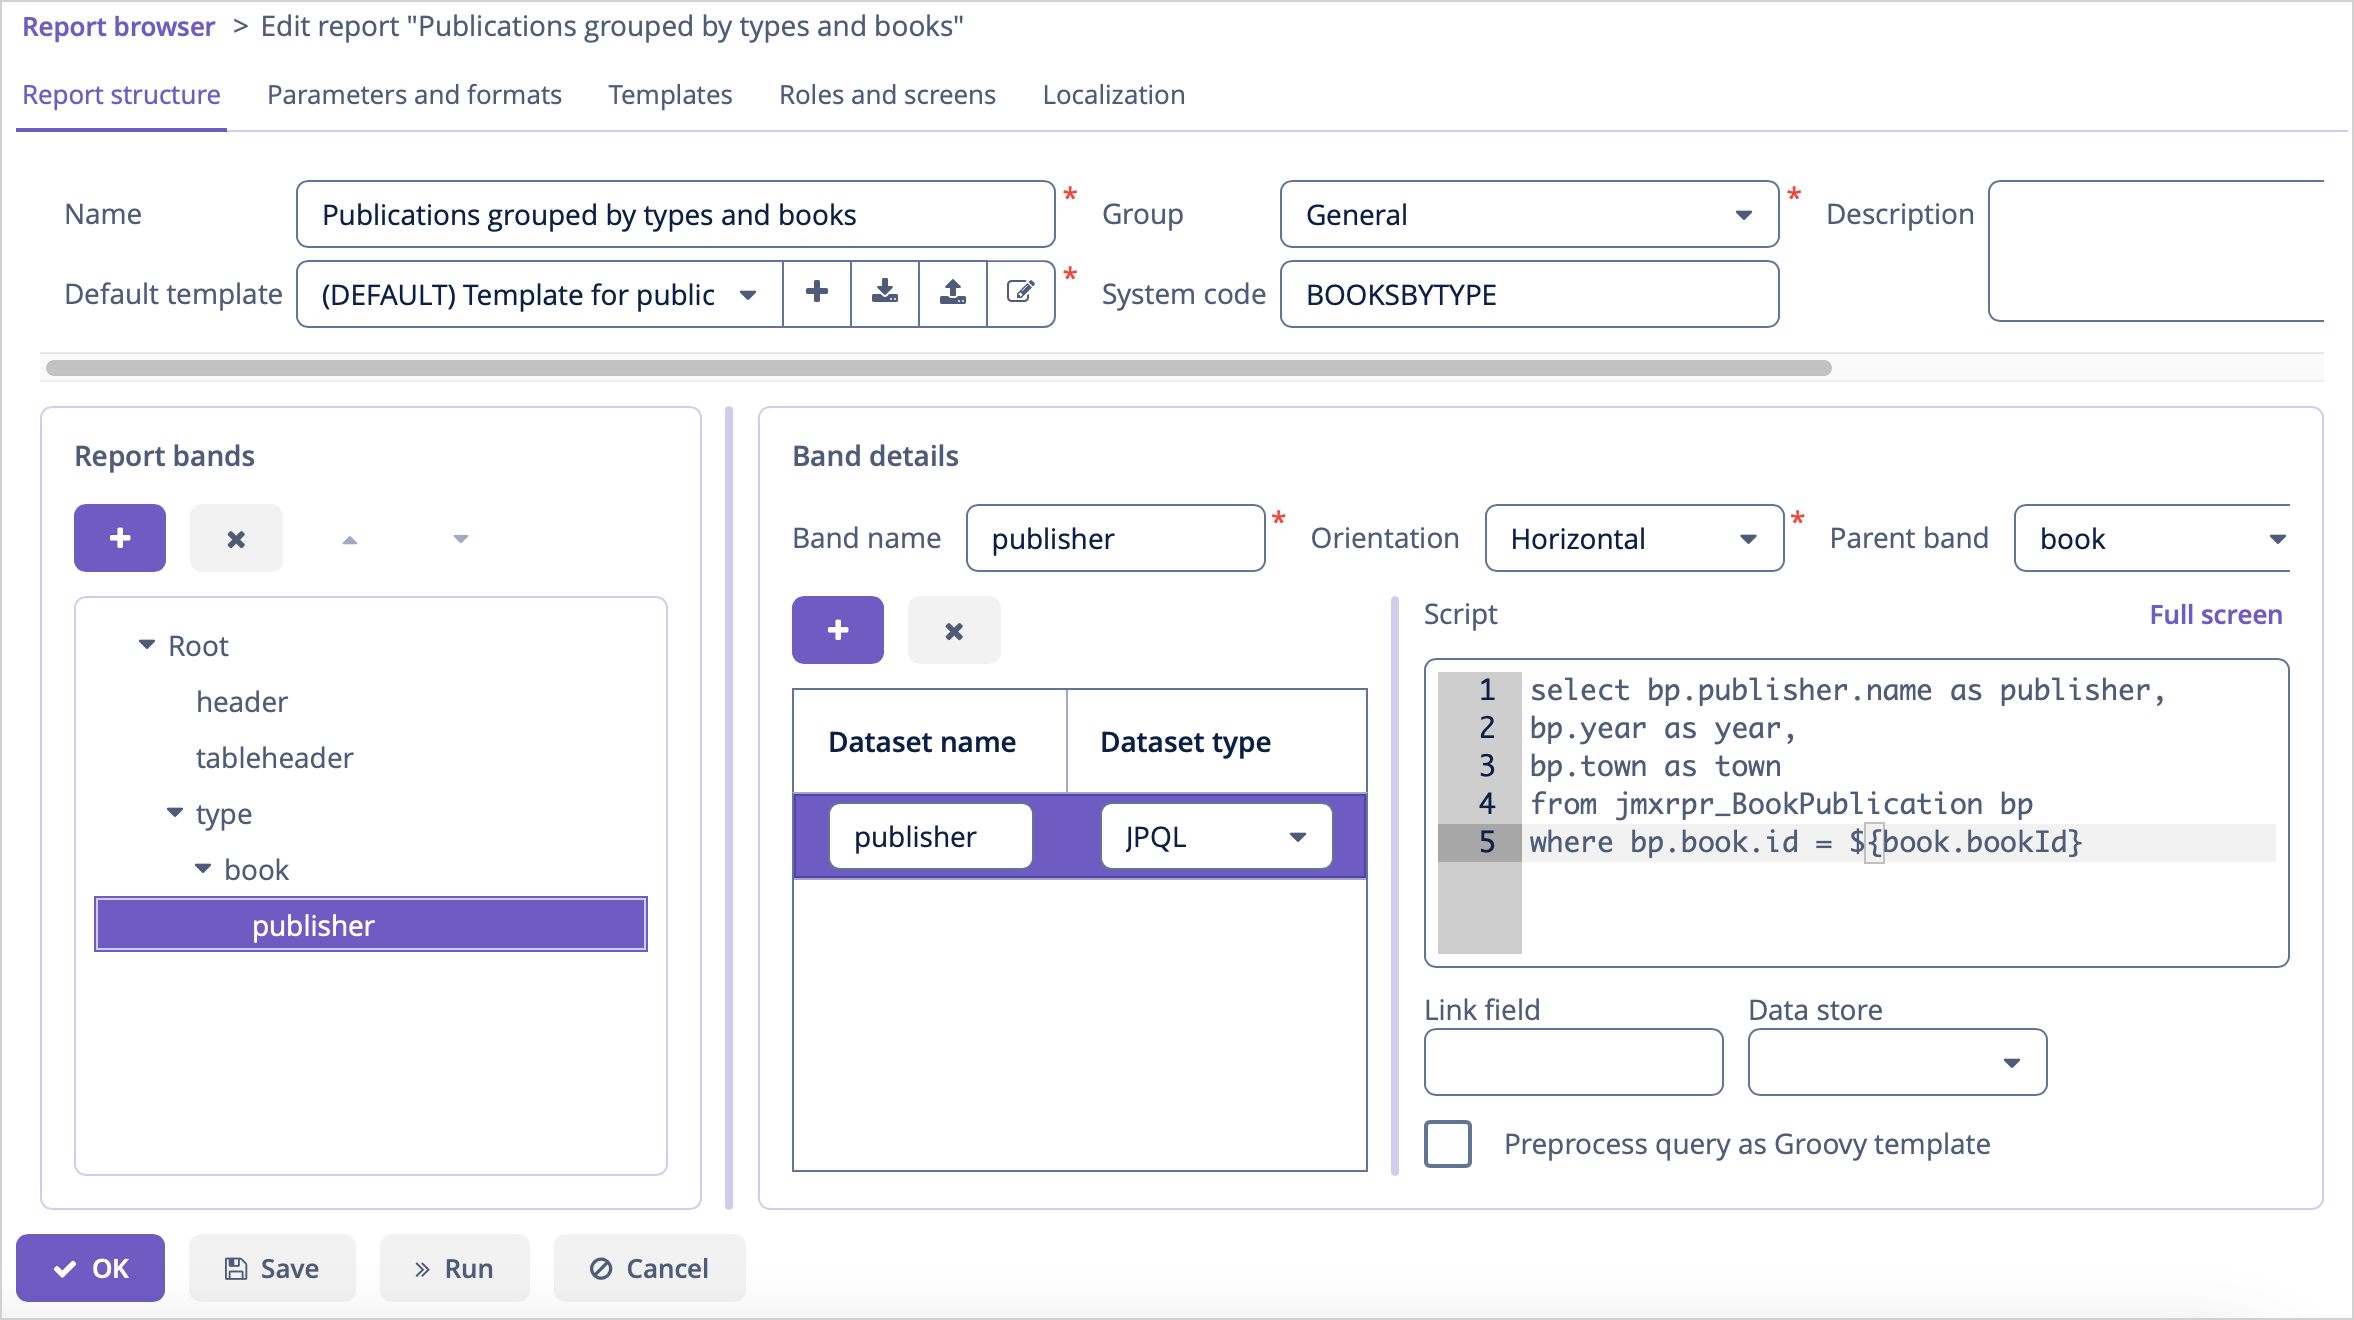 Report browser > Edit report "Publications grouped by types and books"
Report structure Parameters and formats Templates Roles and screens Localization
Name Publications grouped by types and books * Group General * Description
Default template (DEFAULT) Template for public * System code BOOKSBYTYPE
Report bands
Root
header
tableheader
type
book
publisher
Band details
Band name publisher * Orientation Horizontal * Parent band book
Dataset name Dataset type
publisher JPQL
Script Full screen
1 select bp.publisher.name as publisher,
2 bp.year as year,
3 bp.town as town
4 from jmxrpr_BookPublication bp
5 where bp.book.id = ${book.bookId}
Link field Data store
Preprocess query as Groovy template
OK Save Run Cancel